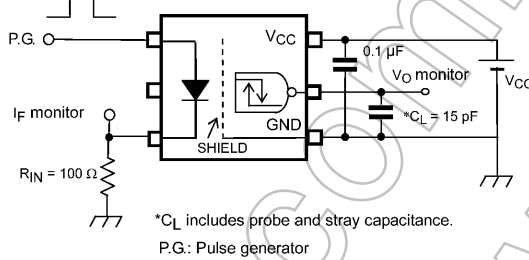 P.G.
VCC
0.1 μF
VO monitor
VCC
IF monitor
*CL = 15 pF
GND
SHIELD
RIN = 100 Ω
*CL includes probe and stray capacitance.
P.G.: Pulse generator